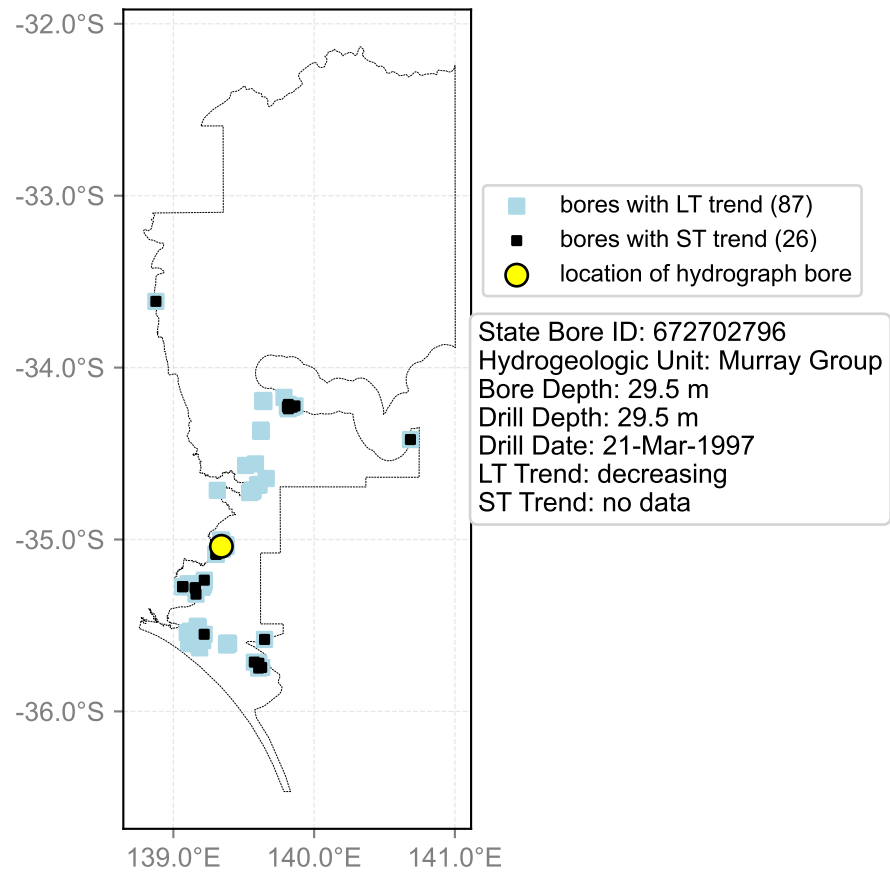 -32.0°S
-33.0°S
-34.0°S
-35.0°S
-36.0°S
139.0°E 140.0°E 141.0°E
bores with LT trend (87)
bores with ST trend (26)
location of hydrograph bore
State Bore ID: 672702796
Hydrogeologic Unit: Murray Group
Bore Depth: 29.5 m
Drill Depth: 29.5 m
Drill Date: 21-Mar-1997
LT Trend: decreasing
ST Trend: no data